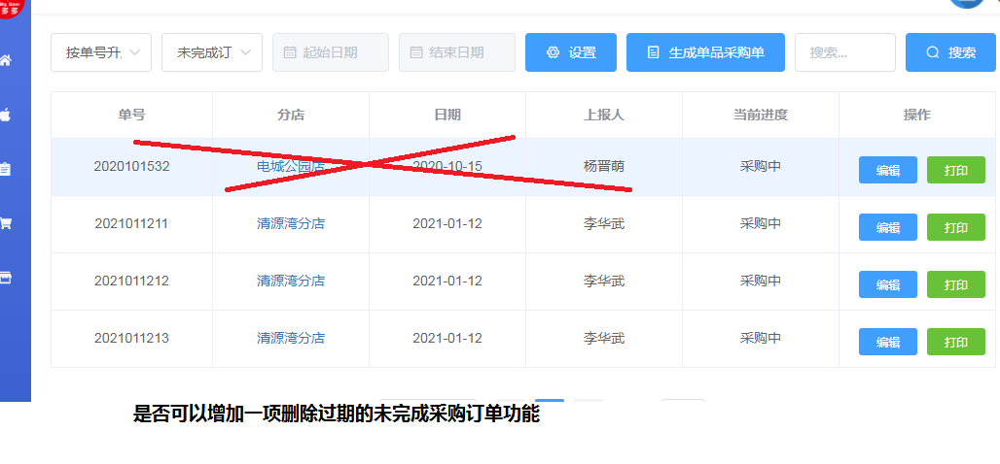 Big Bown
多多
按单号升
未完成订
起始日期
结束日期
设置
生成单品采购单
搜索...
搜索
单号 分店 日期 上报人 当前进度 操作
2020101532 电城公园店 2020-10-15 杨晋萌 采购中 编辑 打印
2021011211 清源湾分店 2021-01-12 李华武 采购中 编辑 打印
2021011212 清源湾分店 2021-01-12 李华武 采购中 编辑 打印
2021011213 清源湾分店 2021-01-12 李华武 采购中 编辑 打印
是否可以增加一项删除过期的未完成采购订单功能